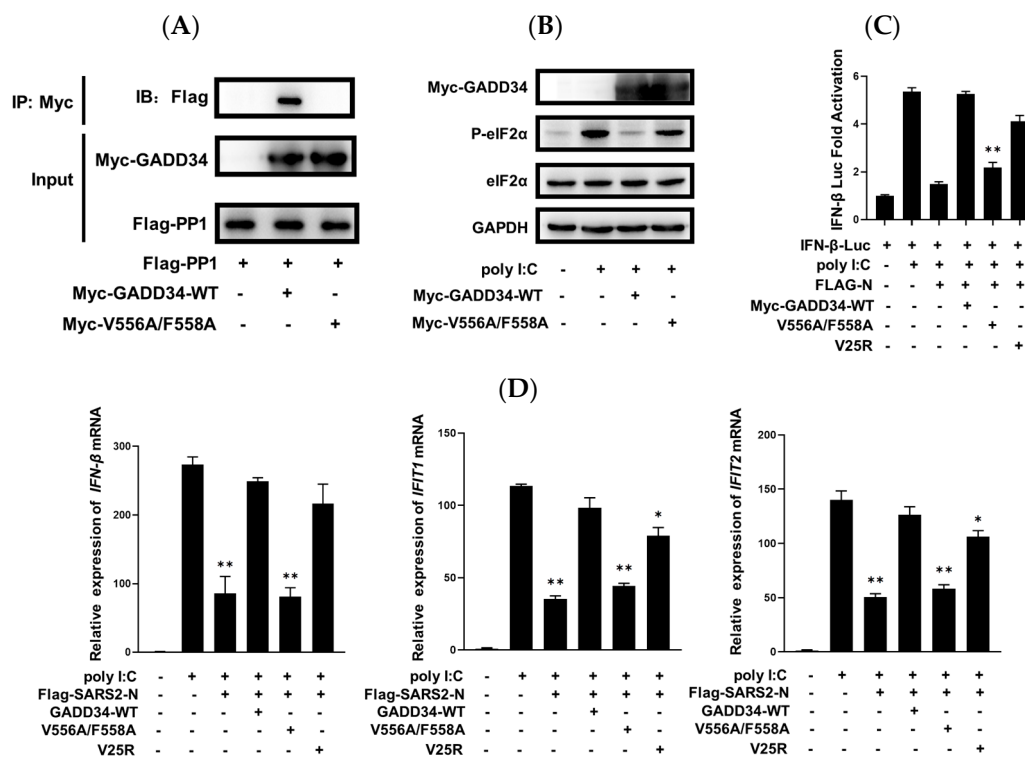 (A)
IP: Myc
IB: Flag
Input
Myc-GADD34
Flag-PP1
Flag-PP1 + + +
Myc-GADD34-WT - + -
Myc-V556A/F558A - - +
(B)
Myc-GADD34
P-eIF2α
eIF2α
GAPDH
poly I:C - + + +
Myc-GADD34-WT - - + -
Myc-V556A/F558A - - - +
(C)
IFN-β Luc Fold Activation
6
4
2
0
**
IFN-β-Luc + + + + + +
poly I:C - + + + + +
FLAG-N - - + + + +
Myc-GADD34-WT - - - + - -
V556A/F558A - - - - + -
V25R - - - - - +
(D)
Relative expression of IFN-β mRNA
300
200
100
0
** **
poly I:C - + + + + +
Flag-SARS2-N - - + + + +
GADD34-WT - - - + - -
V556A/F558A - - - - + -
V25R - - - - - +
Relative expression of IFIT1 mRNA
150
100
50
0
** ** *
poly I:C - + + + + +
Flag-SARS2-N - - + + + +
GADD34-WT - - - + - -
V556A/F558A - - - - + -
V25R - - - - - +
Relative expression of IFIT2 mRNA
200
150
100
50
0
** ** *
poly I:C - + + + + +
Flag-SARS2-N - - + + + +
GADD34-WT - - - + - -
V556A/F558A - - - - + -
V25R - - - - - +